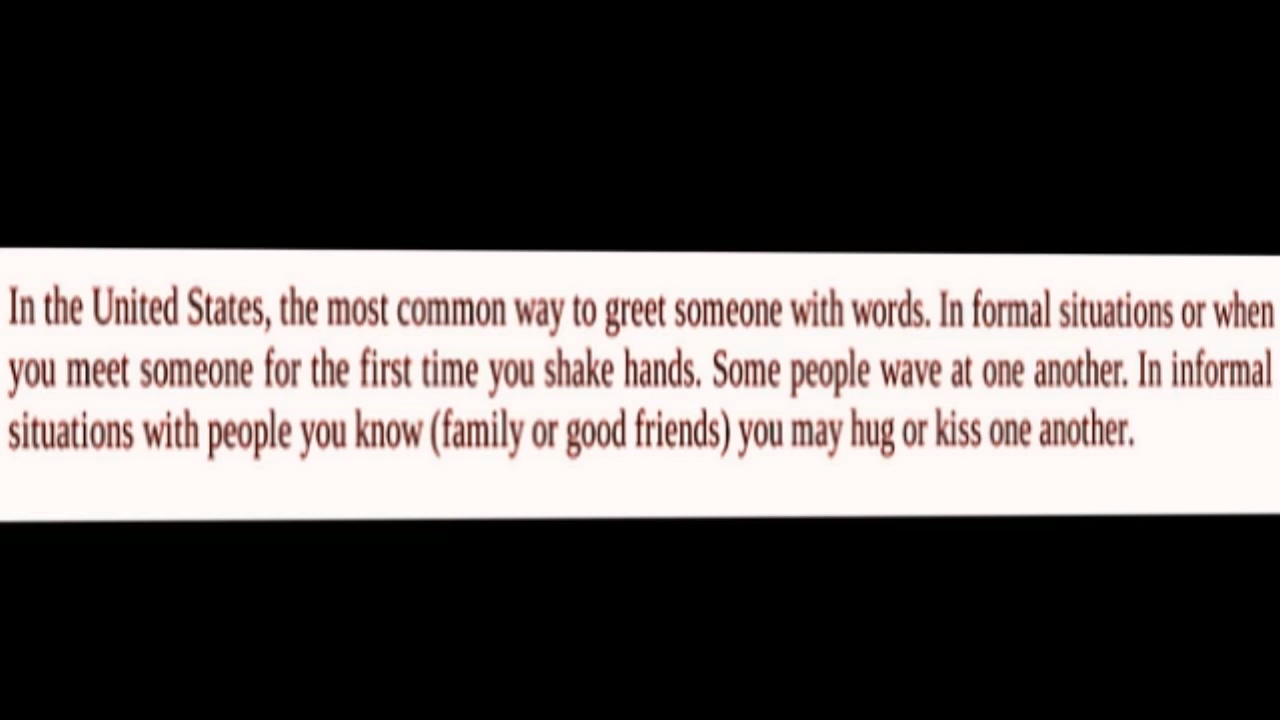 In the United States, the most common way to greet someone with words. In formal situations or when
you meet someone for the first time you shake hands. Some people wave at one another. In informal
situations with people you know (family or good friends) you may hug or kiss one another.